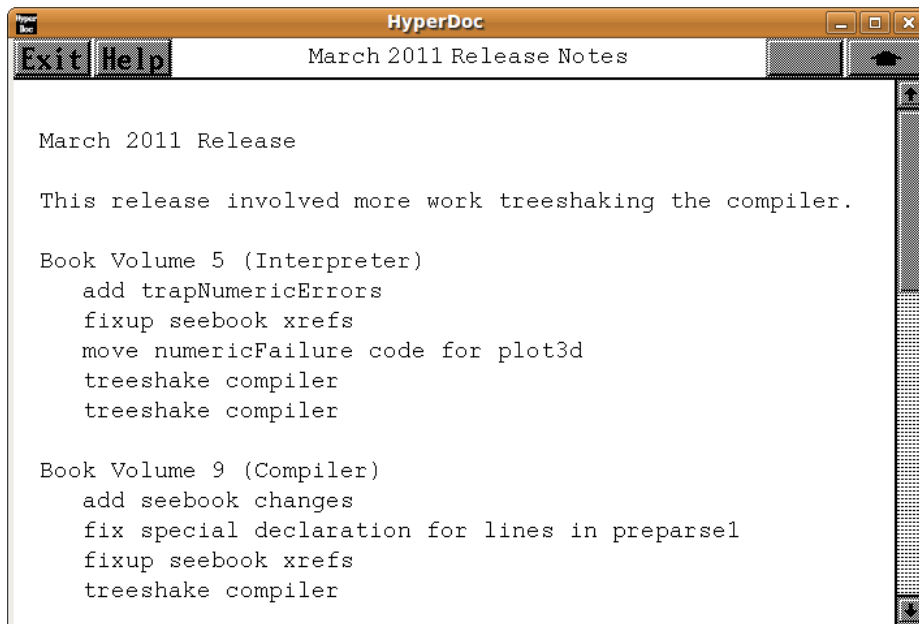 Hyper Doc
HyperDoc
Exit Help
March 2011 Release Notes
March 2011 Release
This release involved more work treeshaking the compiler.
Book Volume 5 (Interpreter)
add trapNumericErrors
fixup seebook xrefs
move numericFailure code for plot3d
treeshake compiler
treeshake compiler
Book Volume 9 (Compiler)
add seebook changes
fix special declaration for lines in preparse1
fixup seebook xrefs
treeshake compiler